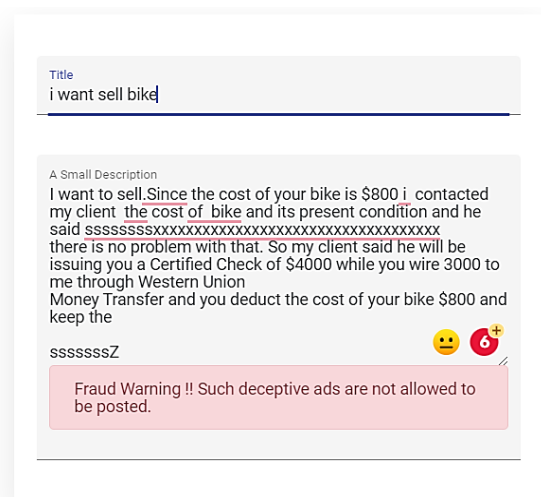 Title
i want sell bike
A Small Description
I want to sell.Since the cost of your bike is $800 i  contacted
my client  the cost of  bike and its present condition and he
said ssssssssxxxxxxxxxxxxxxxxxxxxxxxxxxxxxxxxxxx
there is no problem with that. So my client said he will be
issuing you a Certified Check of $4000 while you wire 3000 to
me through Western Union
Money Transfer and you deduct the cost of your bike $800 and
keep the
sssssssZ
6+
Fraud Warning !! Such deceptive ads are not allowed to
be posted.